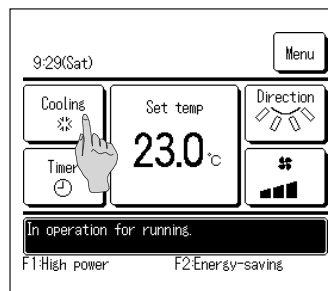 9:29(Sat)
Menu
Cooling
Set temp
Direction
23.0°C
Timer
In operation for running.
F1:High power
F2:Energy-saving